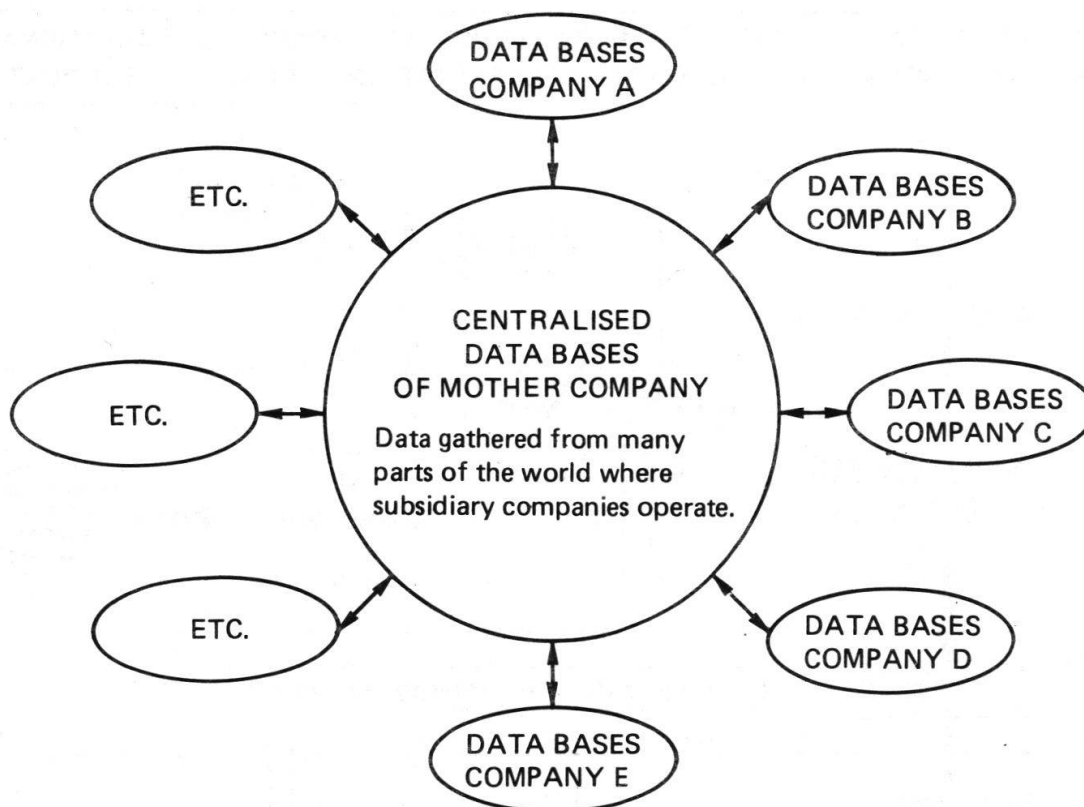 DATA BASES
COMPANY A
ETC.
DATA BASES
COMPANY B
CENTRALISED
DATA BASES
OF MOTHER COMPANY
Data gathered from many
parts of the world where
subsidiary companies operate.
ETC.
DATA BASES
COMPANY C
ETC.
DATA BASES
COMPANY D
DATA BASES
COMPANY E